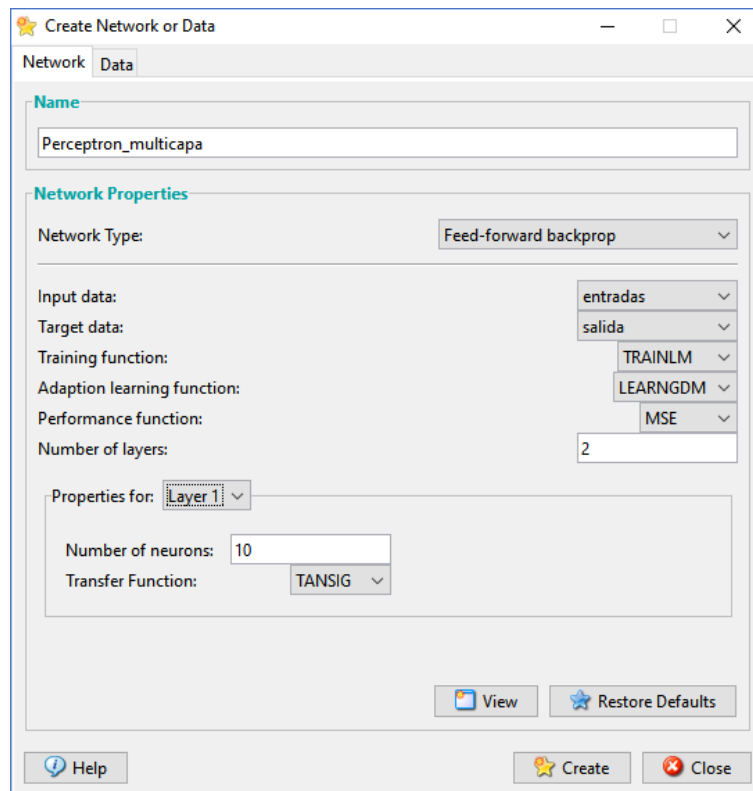 Create Network or Data
Network Data
Name
Perceptron_multicapa
Network Properties
Network Type: Feed-forward backprop
Input data: entradas
Target data: salida
Training function: TRAINLM
Adaption learning function: LEARNGDM
Performance function: MSE
Number of layers: 2
Properties for: Layer 1
Number of neurons: 10
Transfer Function: TANSIG
View Restore Defaults
Help Create Close